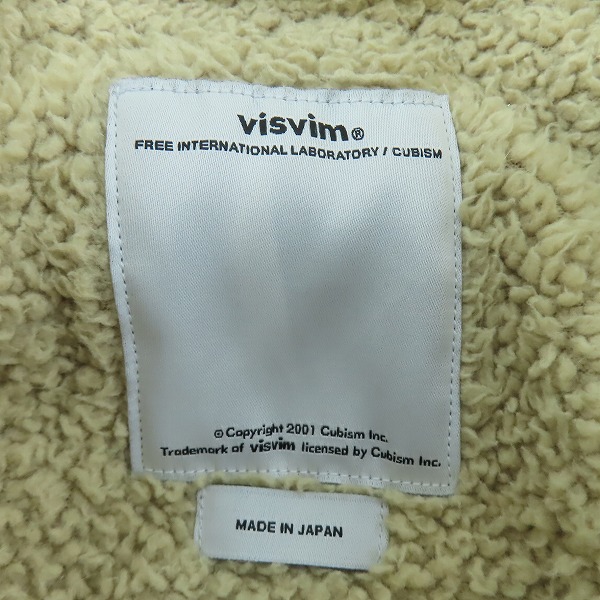 visvim®
FREE INTERNATIONAL LABORATORY / CUBISM
© Copyright 2001 Cubism Inc.
Trademark of visvim licensed by Cubism Inc.
MADE IN JAPAN